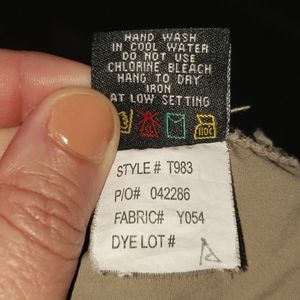 HAND WASH
IN COOL WATER
DO NOT USE
CHLORINE BLEACH
HANG TO DRY
IRON
AT LOW SETTING
STYLE# T983
P/O# 042286
FABRIC# Y054
DYE LOT# A